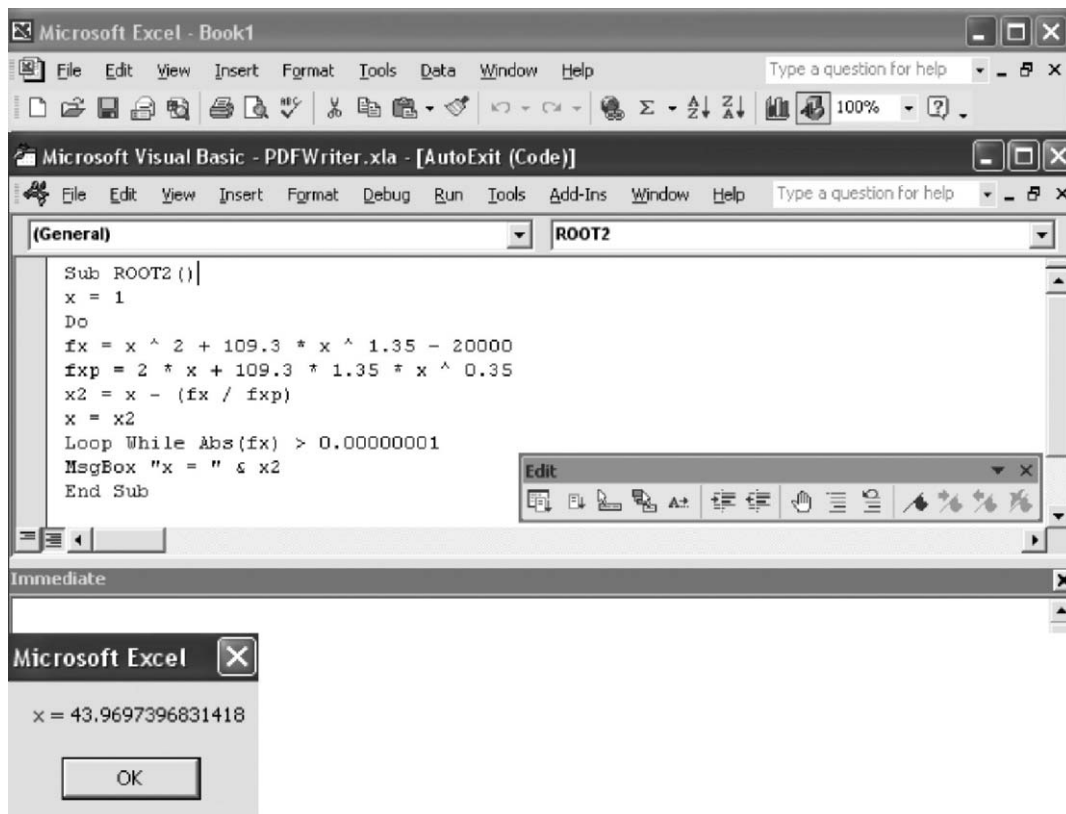 Microsoft Excel - Book1
File Edit View Insert Format Tools Data Window Help Type a question for help
100%
Microsoft Visual Basic - PDFWriter.xla - [AutoExit (Code)]
File Edit View Insert Format Debug Run Tools Add-Ins Window Help Type a question for help
(General) ROOT2
Sub ROOT2()
x = 1
Do
fx = x ^ 2 + 109.3 * x ^ 1.35 - 20000
fxp = 2 * x + 109.3 * 1.35 * x ^ 0.35
x2 = x - (fx / fxp)
x = x2
Loop While Abs(fx) > 0.00000001
MsgBox "x = " & x2
End Sub
Edit
Immediate
Microsoft Excel
x = 43.9697396831418
OK